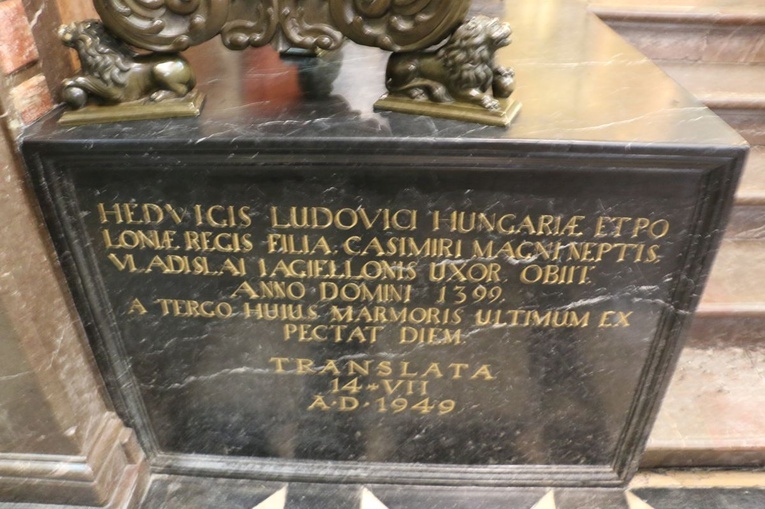 HEDVIGIS LUDOVICI HUNGARIÆ ET PO
LONIÆ REGIS FILIA. CASIMIRI MAGNI NEPTIS.
VLADISLAI IAGIELLONIS UXOR. OBIIT.
ANNO DOMINI 1399.
A TERGO HUIUS MARMORIS ULTIMUM EX
PECTAT DIEM.
TRANSLATA
14*VII
A·D·1949